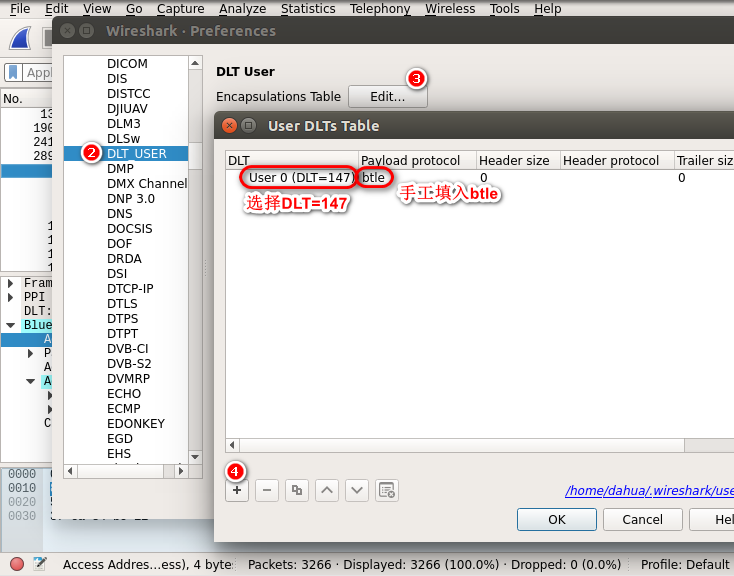 File Edit View Go Capture Analyze Statistics Telephony Wireless Tools Help
Wireshark · Preferences
Appl
No.
13
190
241
289
1
1
1
1
Fram
PPI
DLT:
Blue
A
P
A
A
C
0000
0010
0020
0030
DICOM
DIS
DISTCC
DJIUAV
DLM3
DLSw
2
DLT_USER
DMP
DMX Channel
DNP 3.0
DNS
DOCSIS
DOF
DRDA
DSI
DTCP-IP
DTLS
DTPS
DTPT
DVB-CI
DVB-S2
DVMRP
ECHO
ECMP
EDONKEY
EGD
EHS
DLT User
3
Encapsulations Table Edit...
User DLTs Table
DLT Payload protocol Header size Header protocol Trailer siz
User 0 (DLT=147) btle 0 0
选择DLT=147 手工填入btle
4
/home/dahua/.wireshark/use
OK Cancel Hel
Access Addres...ess), 4 byte Packets: 3266 · Displayed: 3266 (100.0%) · Dropped: 0 (0.0%) Profile: Default